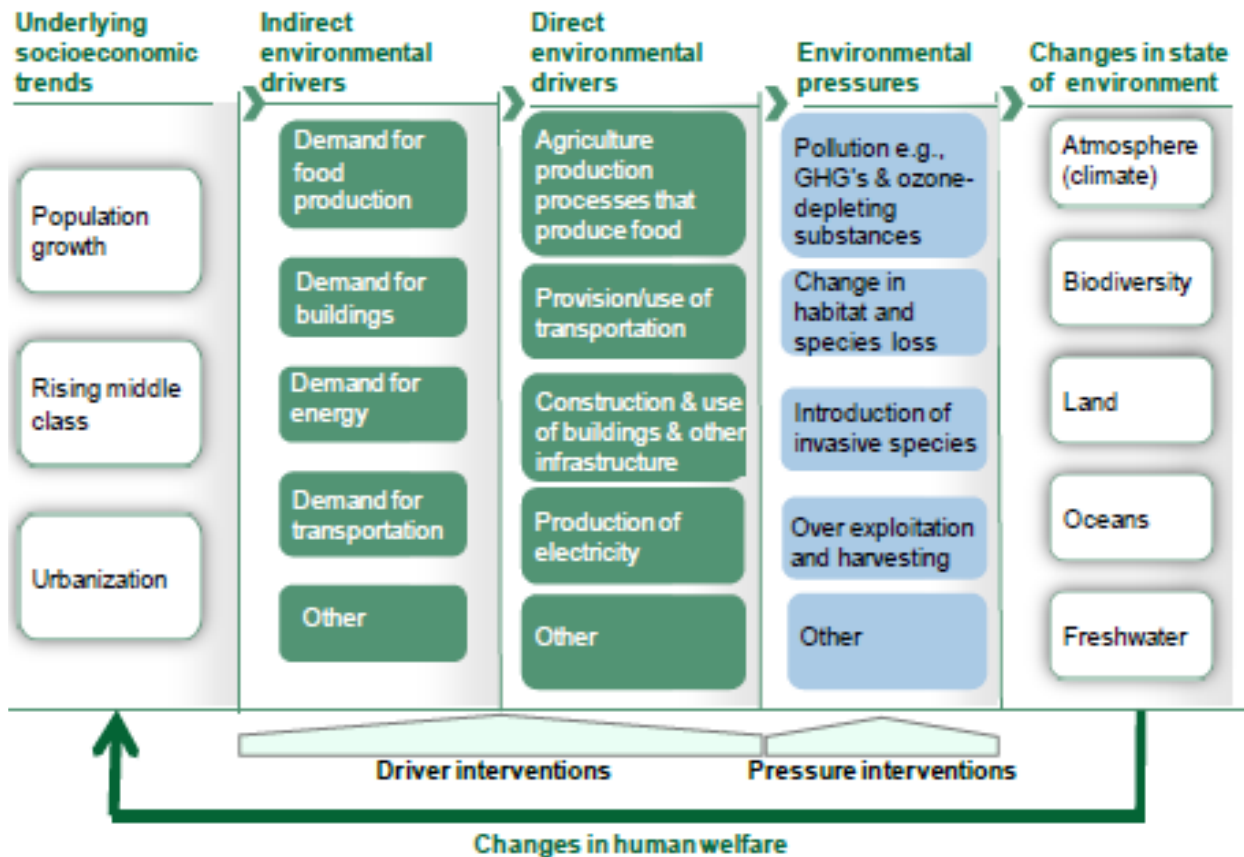 Underlying
socioeconomic
trends
Indirect
environmental
drivers
Direct
environmental
drivers
Environmental
pressures
Changes in state
of environment
Population
growth
Rising middle
class
Urbanization
Demand for
food
production
Demand for
buildings
Demand for
energy
Demand for
transportation
Other
Agriculture
production
processes that
produce food
Provision/use of
transportation
Construction & use
of buildings & other
infrastructure
Production of
electricity
Other
Pollution e.g.,
GHG's & ozone-
depleting
substances
Change in
habitat and
species loss
Introduction of
invasive species
Over exploitation
and harvesting
Other
Atmosphere
(climate)
Biodiversity
Land
Oceans
Freshwater
Driver interventions
Pressure interventions
Changes in human welfare